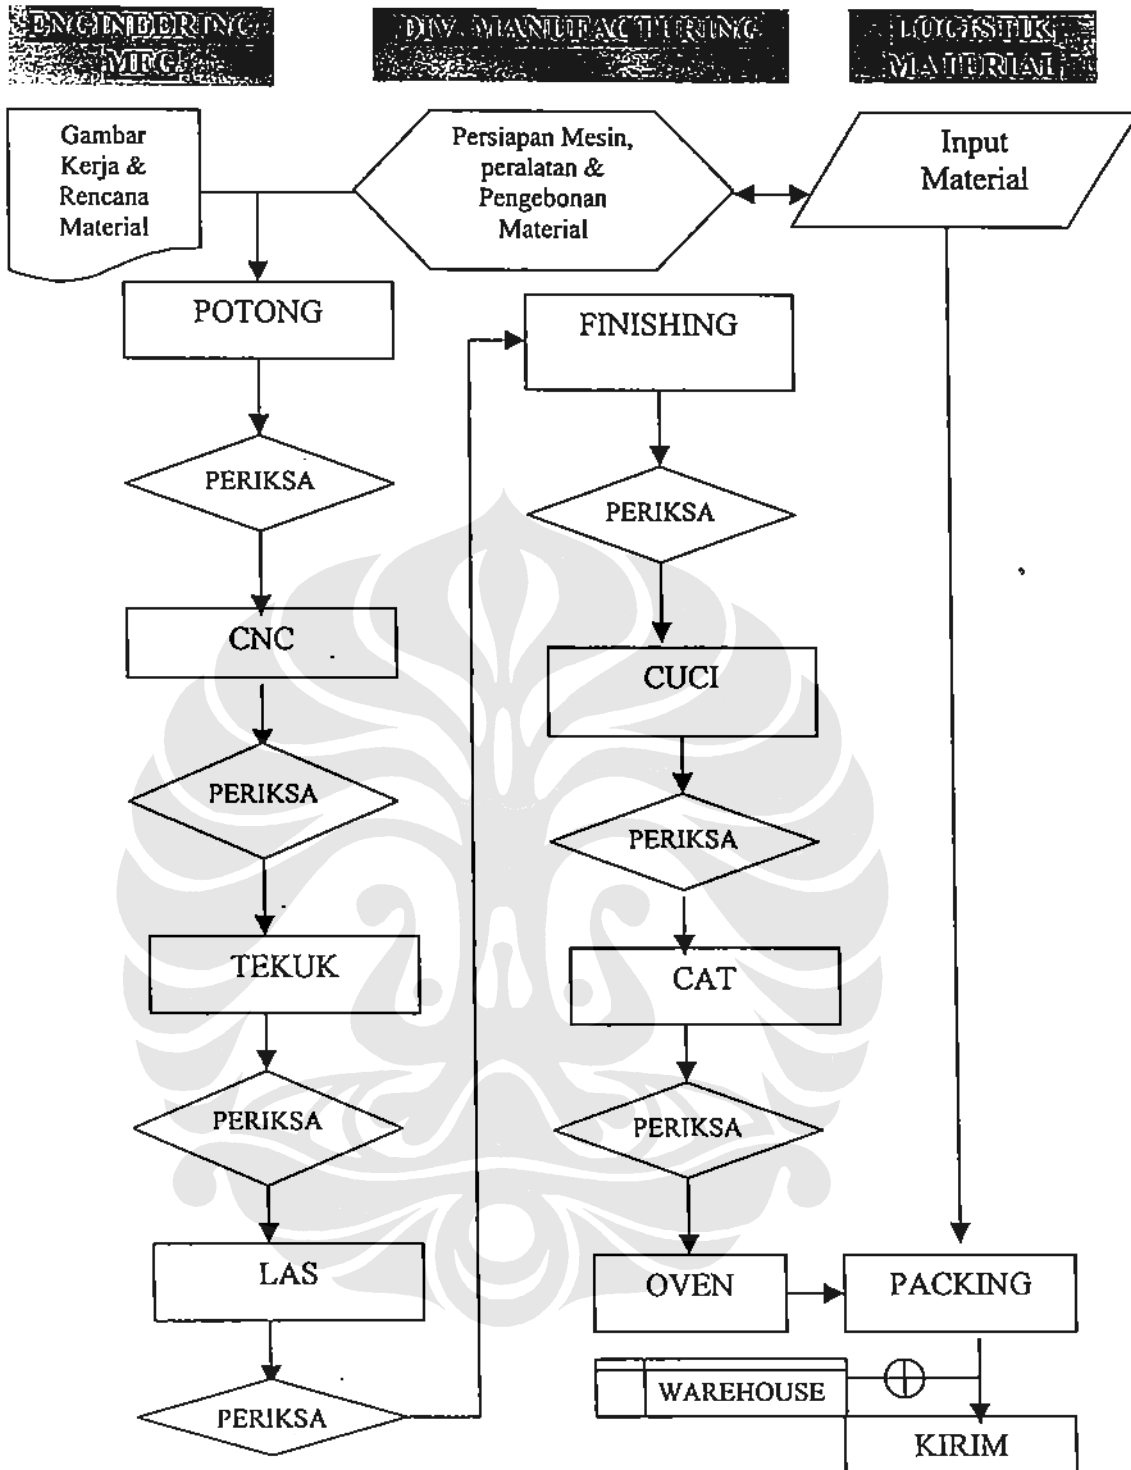 ENGINEERING
MFG.
DIV. MANUFACTURING
LOGISTIK
MATERIAL
Gambar
Kerja &
Rencana
Material
Persiapan Mesin,
peralatan &
Pengebonan
Material
Input
Material
POTONG
FINISHING
PERIKSA
PERIKSA
CNC
CUCI
PERIKSA
PERIKSA
TEKUK
CAT
PERIKSA
PERIKSA
LAS
OVEN
PACKING
PERIKSA
WAREHOUSE
KIRIM